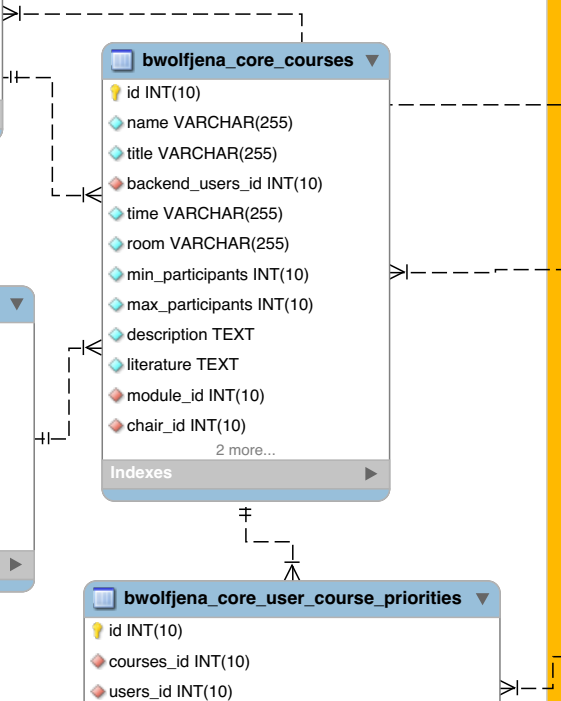 bwolfjena_core_courses
id INT(10)
name VARCHAR(255)
title VARCHAR(255)
backend_users_id INT(10)
time VARCHAR(255)
room VARCHAR(255)
min_participants INT(10)
max_participants INT(10)
description TEXT
literature TEXT
module_id INT(10)
chair_id INT(10)
2 more...
Indexes
bwolfjena_core_user_course_priorities
id INT(10)
courses_id INT(10)
users_id INT(10)